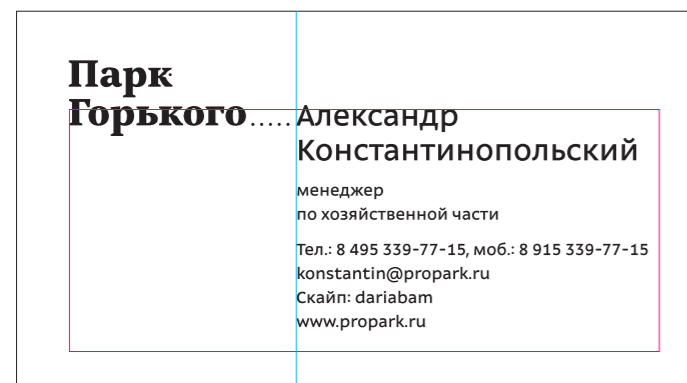 Парк
Горького.....Александр
Константинопольский
менеджер
по хозяйственной части
Тел.: 8 495 339-77-15, моб.: 8 915 339-77-15
konstantin@propark.ru
Скайп: dariabam
www.propark.ru